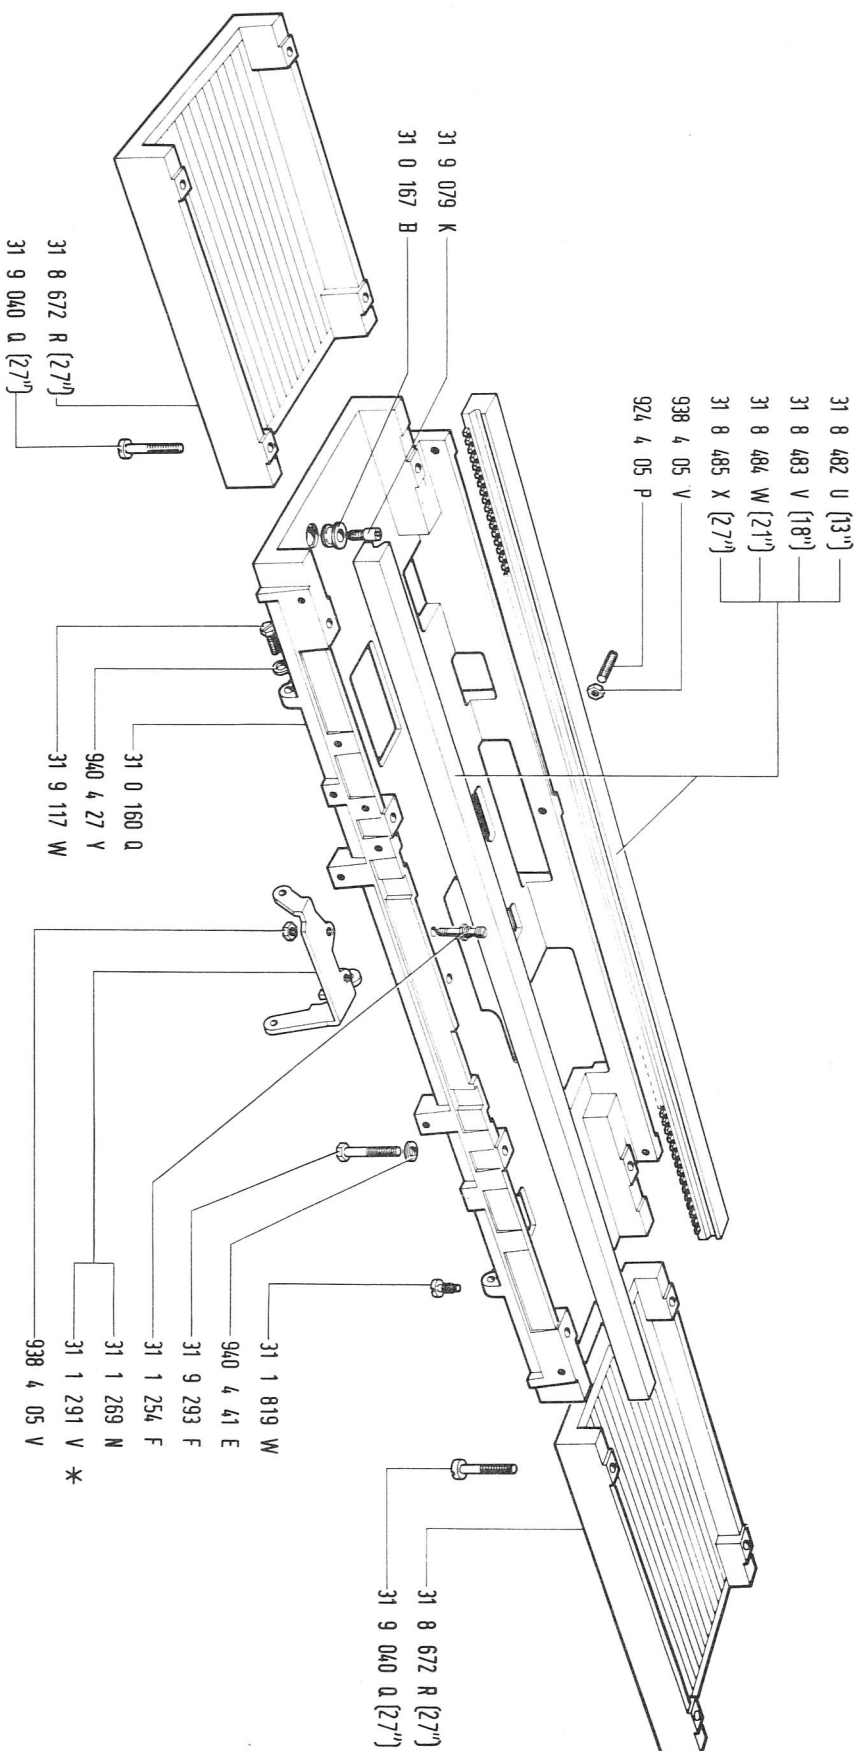 31 8 482 U (13")
31 8 483 V (18")
31 8 484 W (21")
31 8 485 X (27")
938 4 05 V
924 4 05 P
31 9 079 K
31 0 167 B
31 8 672 R (27")
31 9 040 Q (27")
31 0 160 Q
940 4 27 Y
31 9 117 W
31 1 819 W
940 4 41 E
31 9 293 F
31 1 254 F
31 1 269 N
31 1 291 V *
938 4 05 V
31 8 672 R (27")
31 9 040 Q (27")